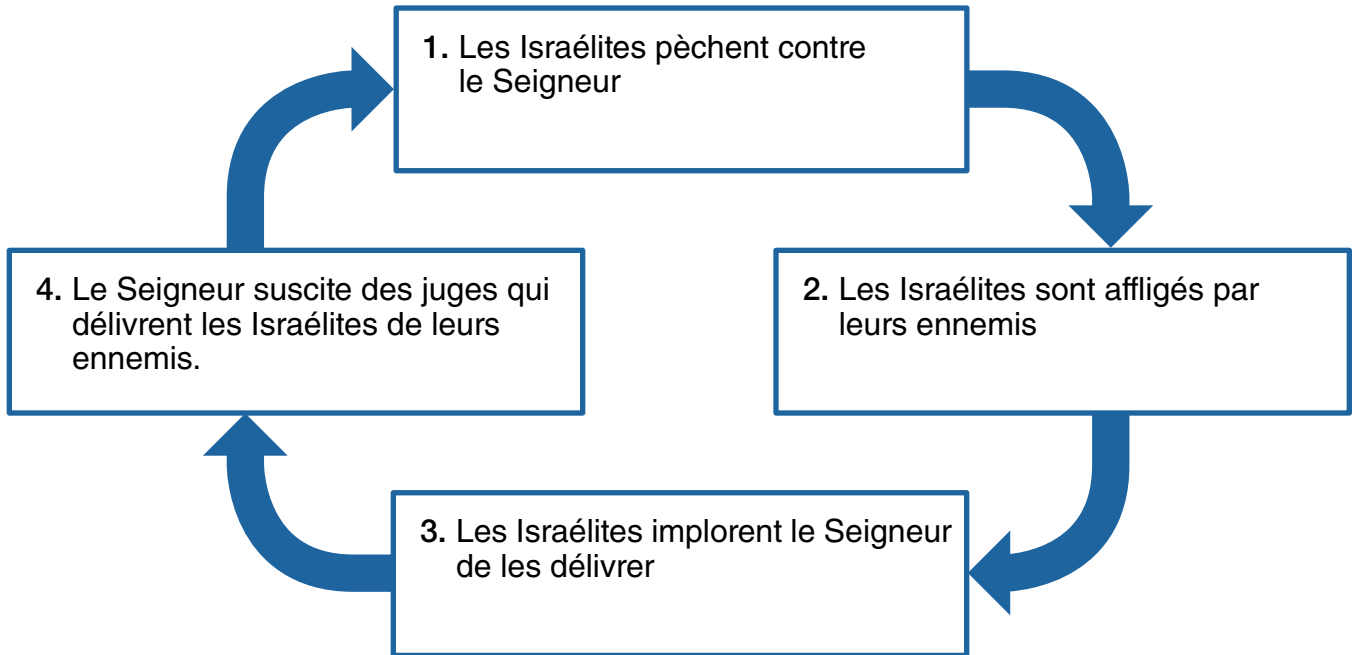 1. Les Israélites pèchent contre
le Seigneur
2. Les Israélites sont affligés par
leurs ennemis
3. Les Israélites implorent le Seigneur
de les délivrer
4. Le Seigneur suscite des juges qui
délivrent les Israélites de leurs
ennemis.